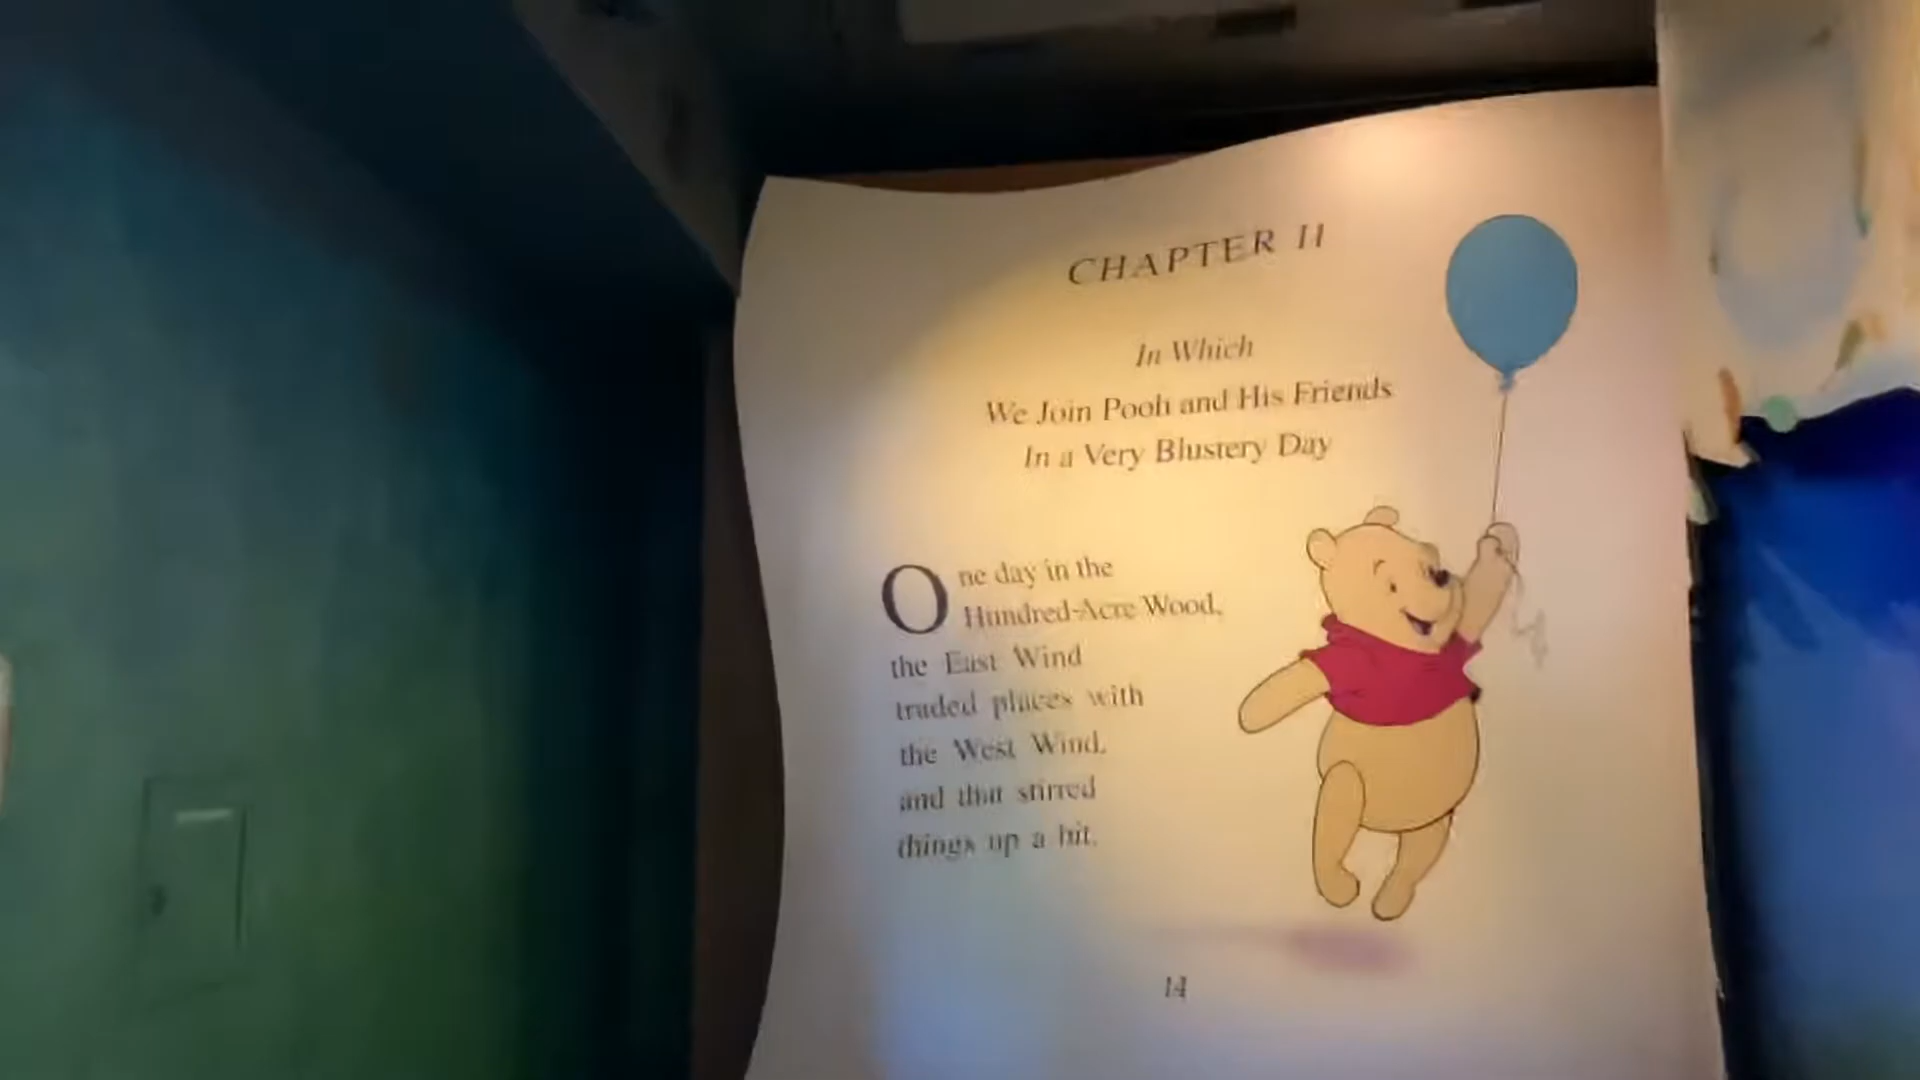 CHAPTER II
In Which
We Join Pooh and His Friends
In a Very Blustery Day
One day in the
Hundred-Acre Wood,
the East Wind
traded places with
the West Wind,
and that stirred
things up a bit.
14